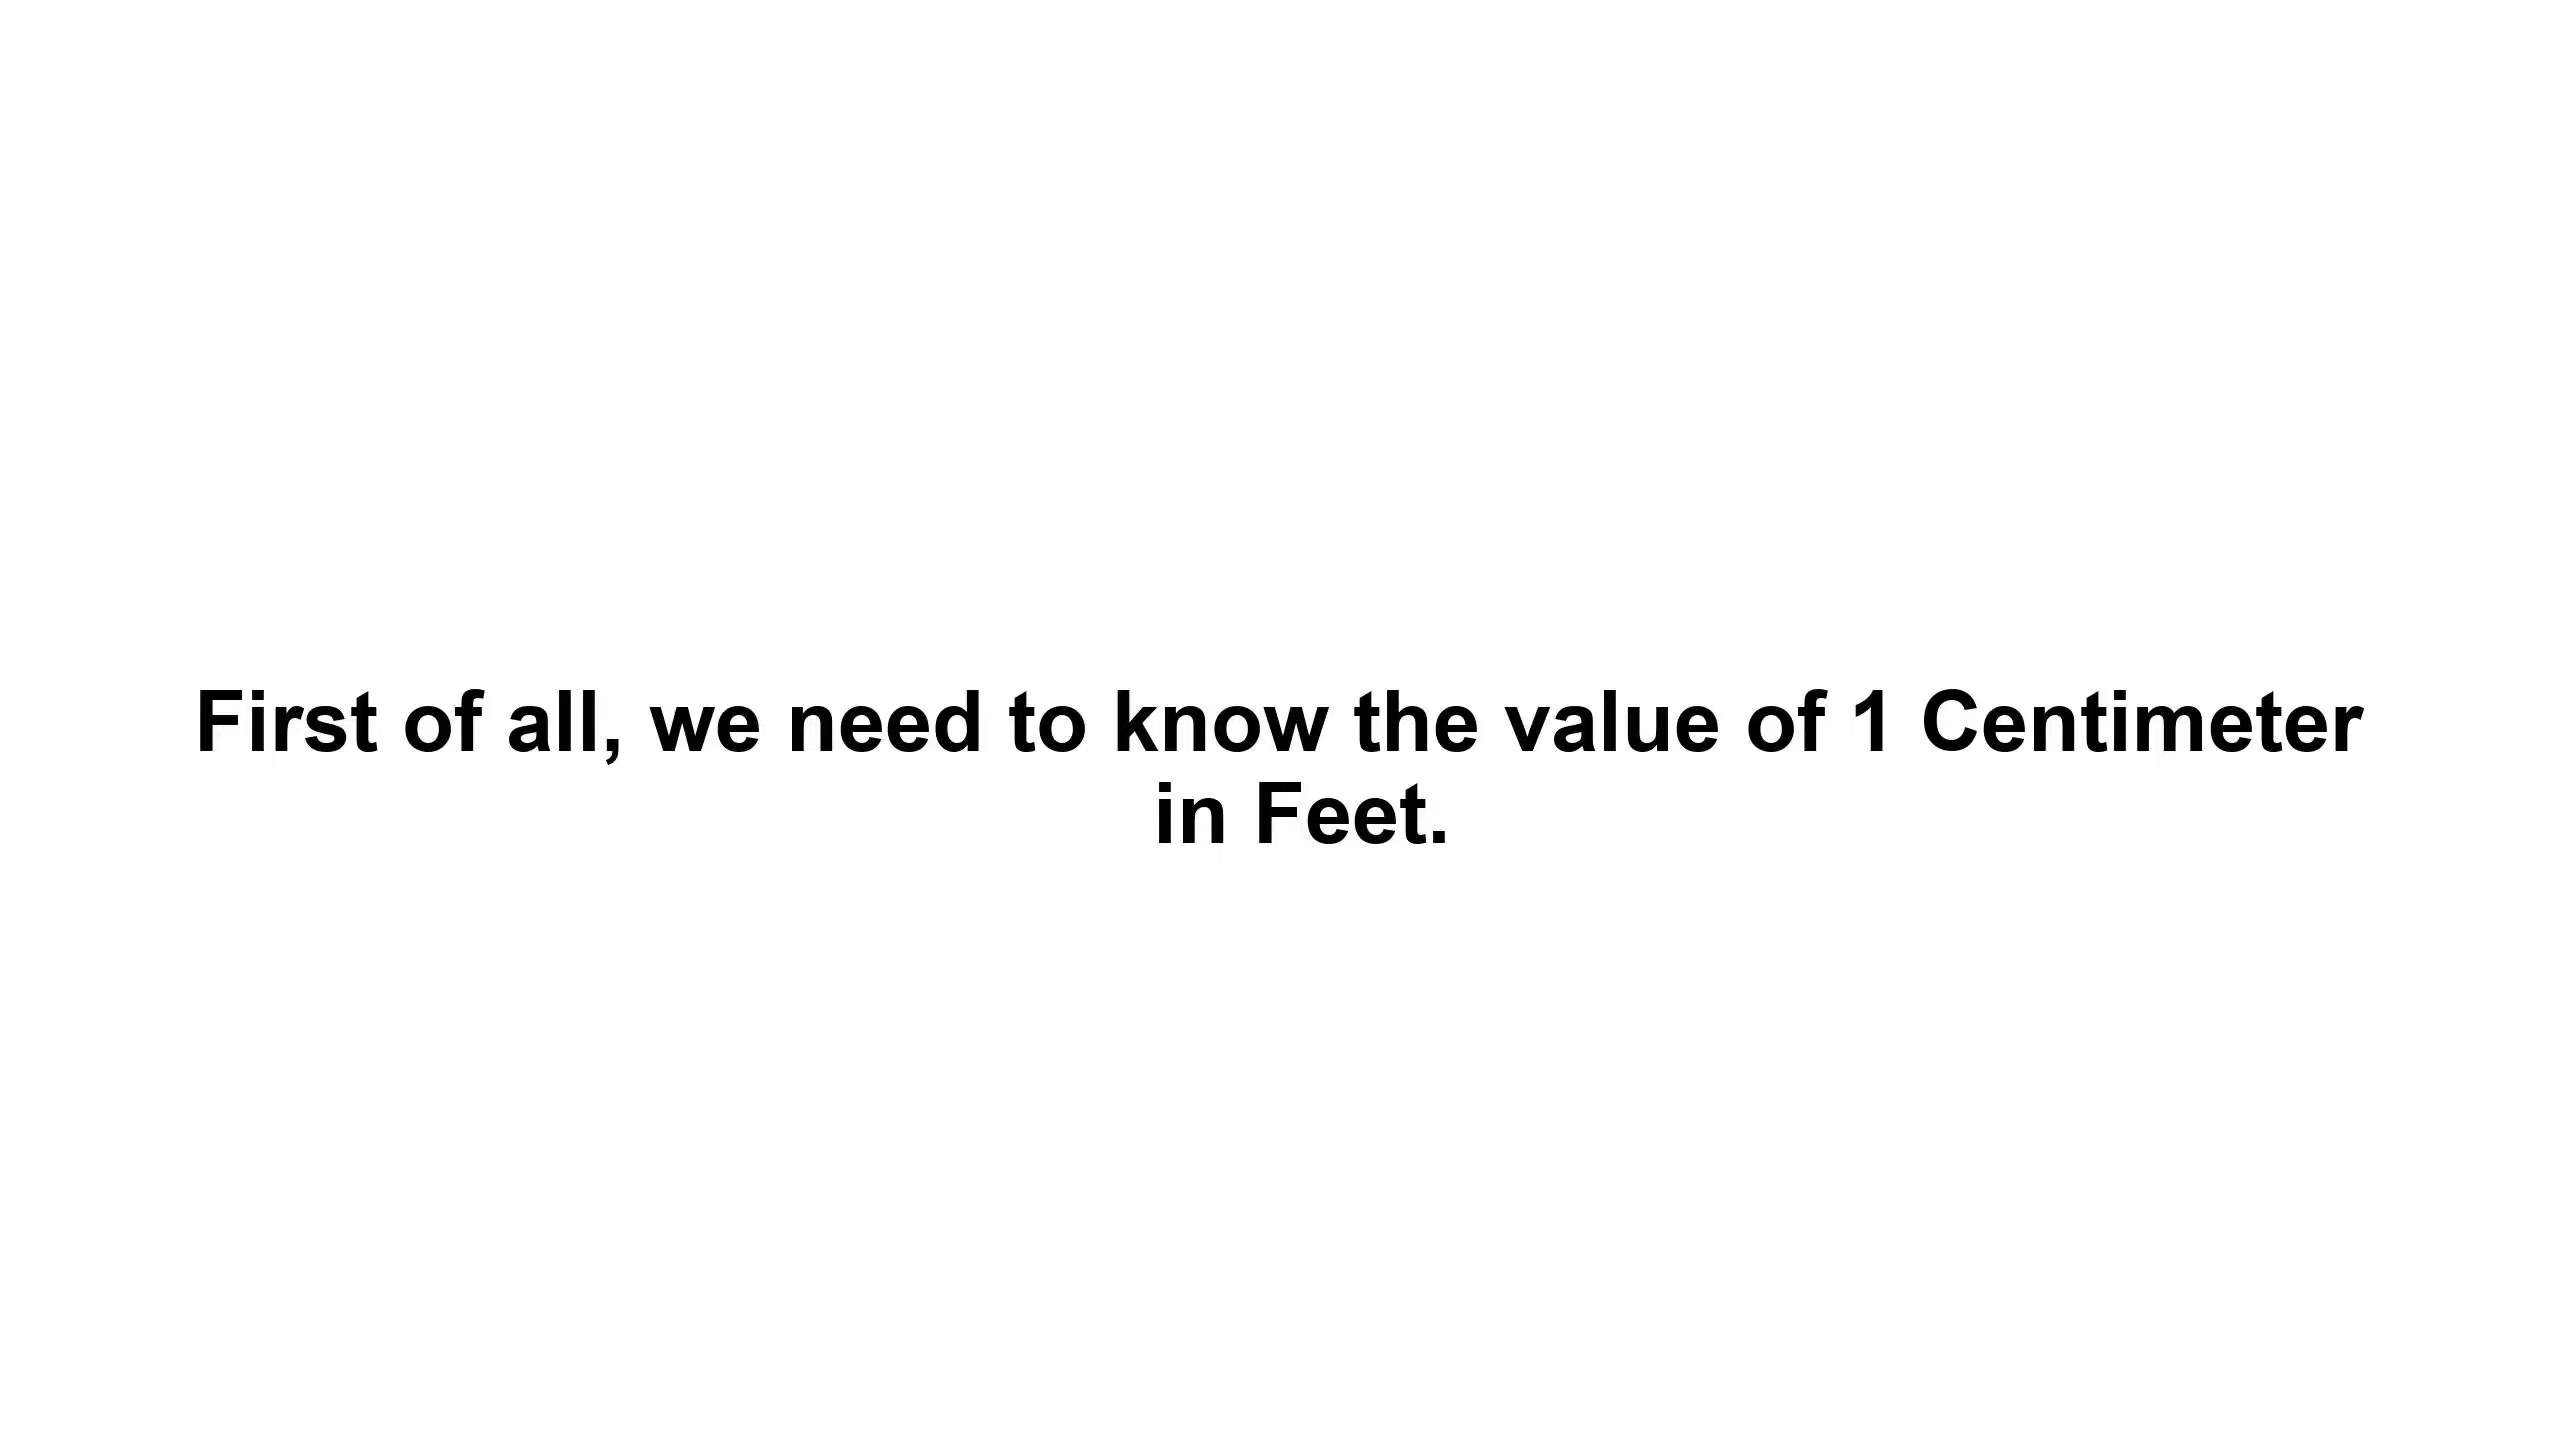 First of all, we need to know the value of 1 Centimeter
in Feet.